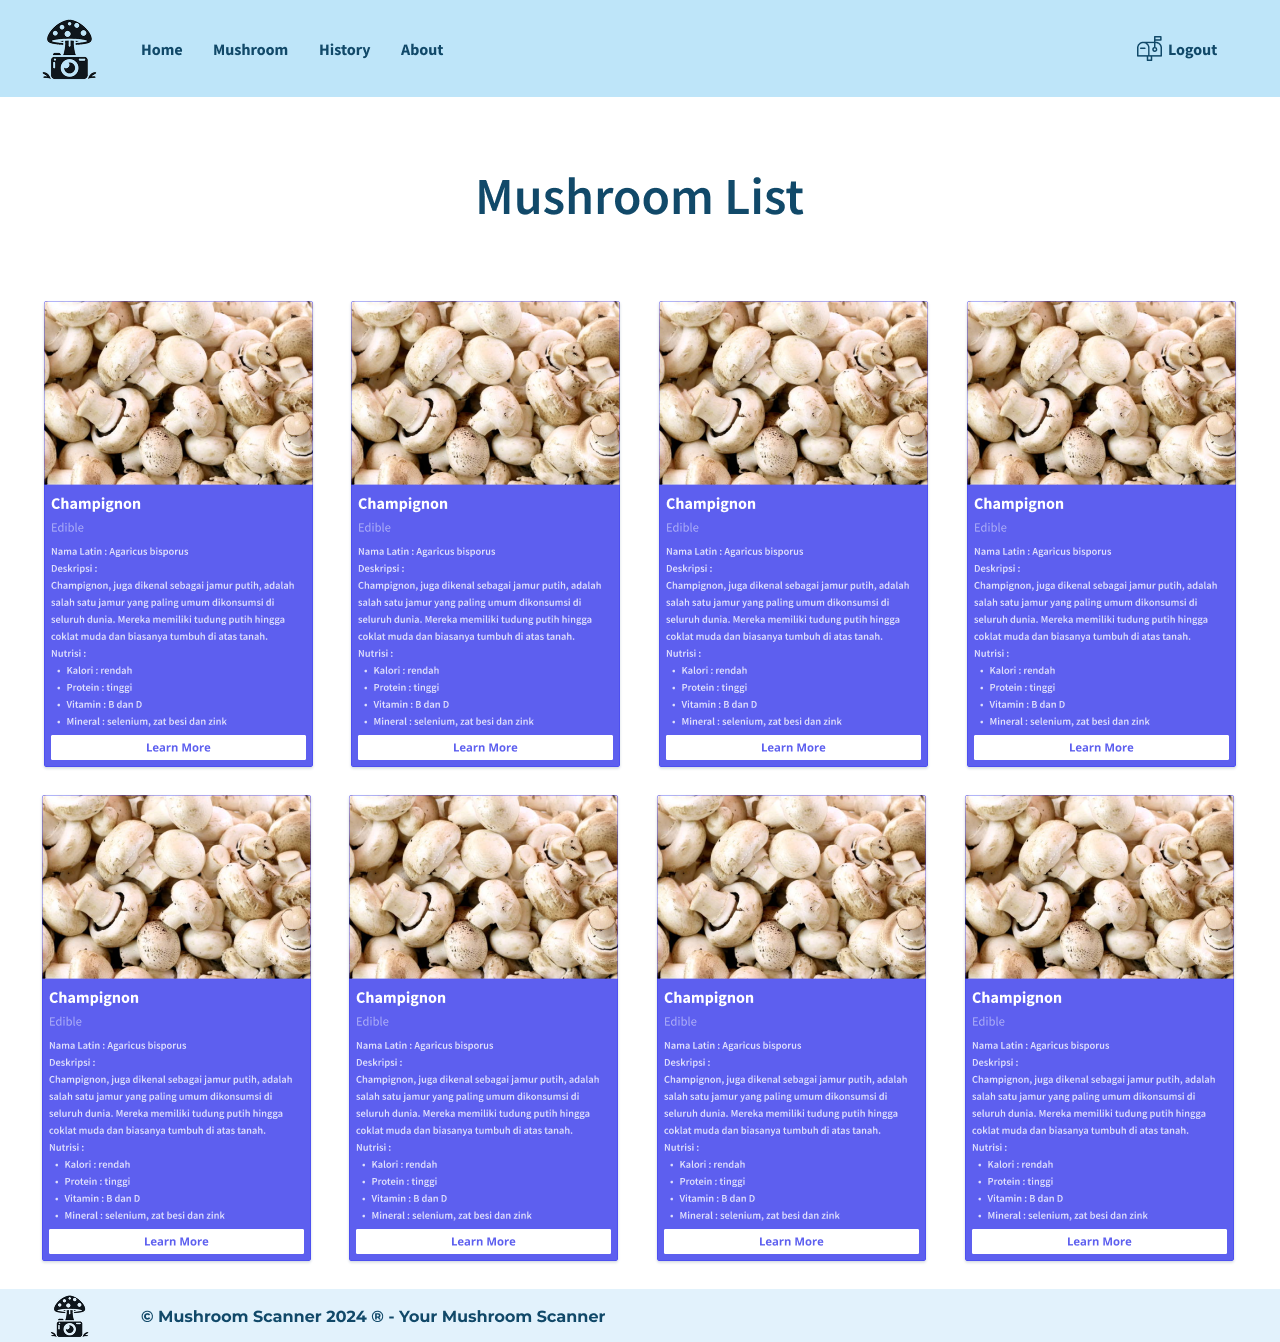 Home Mushroom History About Logout
Mushroom List
Champignon
Edible
Nama Latin : Agaricus bisporus
Deskripsi :
Champignon, juga dikenal sebagai jamur putih, adalah
salah satu jamur yang paling umum dikonsumsi di
seluruh dunia. Mereka memiliki tudung putih hingga
coklat muda dan biasanya tumbuh di atas tanah.
Nutrisi :
• Kalori : rendah
• Protein : tinggi
• Vitamin : B dan D
• Mineral : selenium, zat besi dan zink
Learn More
Champignon
Edible
Nama Latin : Agaricus bisporus
Deskripsi :
Champignon, juga dikenal sebagai jamur putih, adalah
salah satu jamur yang paling umum dikonsumsi di
seluruh dunia. Mereka memiliki tudung putih hingga
coklat muda dan biasanya tumbuh di atas tanah.
Nutrisi :
• Kalori : rendah
• Protein : tinggi
• Vitamin : B dan D
• Mineral : selenium, zat besi dan zink
Learn More
Champignon
Edible
Nama Latin : Agaricus bisporus
Deskripsi :
Champignon, juga dikenal sebagai jamur putih, adalah
salah satu jamur yang paling umum dikonsumsi di
seluruh dunia. Mereka memiliki tudung putih hingga
coklat muda dan biasanya tumbuh di atas tanah.
Nutrisi :
• Kalori : rendah
• Protein : tinggi
• Vitamin : B dan D
• Mineral : selenium, zat besi dan zink
Learn More
Champignon
Edible
Nama Latin : Agaricus bisporus
Deskripsi :
Champignon, juga dikenal sebagai jamur putih, adalah
salah satu jamur yang paling umum dikonsumsi di
seluruh dunia. Mereka memiliki tudung putih hingga
coklat muda dan biasanya tumbuh di atas tanah.
Nutrisi :
• Kalori : rendah
• Protein : tinggi
• Vitamin : B dan D
• Mineral : selenium, zat besi dan zink
Learn More
Champignon
Edible
Nama Latin : Agaricus bisporus
Deskripsi :
Champignon, juga dikenal sebagai jamur putih, adalah
salah satu jamur yang paling umum dikonsumsi di
seluruh dunia. Mereka memiliki tudung putih hingga
coklat muda dan biasanya tumbuh di atas tanah.
Nutrisi :
• Kalori : rendah
• Protein : tinggi
• Vitamin : B dan D
• Mineral : selenium, zat besi dan zink
Learn More
Champignon
Edible
Nama Latin : Agaricus bisporus
Deskripsi :
Champignon, juga dikenal sebagai jamur putih, adalah
salah satu jamur yang paling umum dikonsumsi di
seluruh dunia. Mereka memiliki tudung putih hingga
coklat muda dan biasanya tumbuh di atas tanah.
Nutrisi :
• Kalori : rendah
• Protein : tinggi
• Vitamin : B dan D
• Mineral : selenium, zat besi dan zink
Learn More
Champignon
Edible
Nama Latin : Agaricus bisporus
Deskripsi :
Champignon, juga dikenal sebagai jamur putih, adalah
salah satu jamur yang paling umum dikonsumsi di
seluruh dunia. Mereka memiliki tudung putih hingga
coklat muda dan biasanya tumbuh di atas tanah.
Nutrisi :
• Kalori : rendah
• Protein : tinggi
• Vitamin : B dan D
• Mineral : selenium, zat besi dan zink
Learn More
Champignon
Edible
Nama Latin : Agaricus bisporus
Deskripsi :
Champignon, juga dikenal sebagai jamur putih, adalah
salah satu jamur yang paling umum dikonsumsi di
seluruh dunia. Mereka memiliki tudung putih hingga
coklat muda dan biasanya tumbuh di atas tanah.
Nutrisi :
• Kalori : rendah
• Protein : tinggi
• Vitamin : B dan D
• Mineral : selenium, zat besi dan zink
Learn More
© Mushroom Scanner 2024 ® - Your Mushroom Scanner